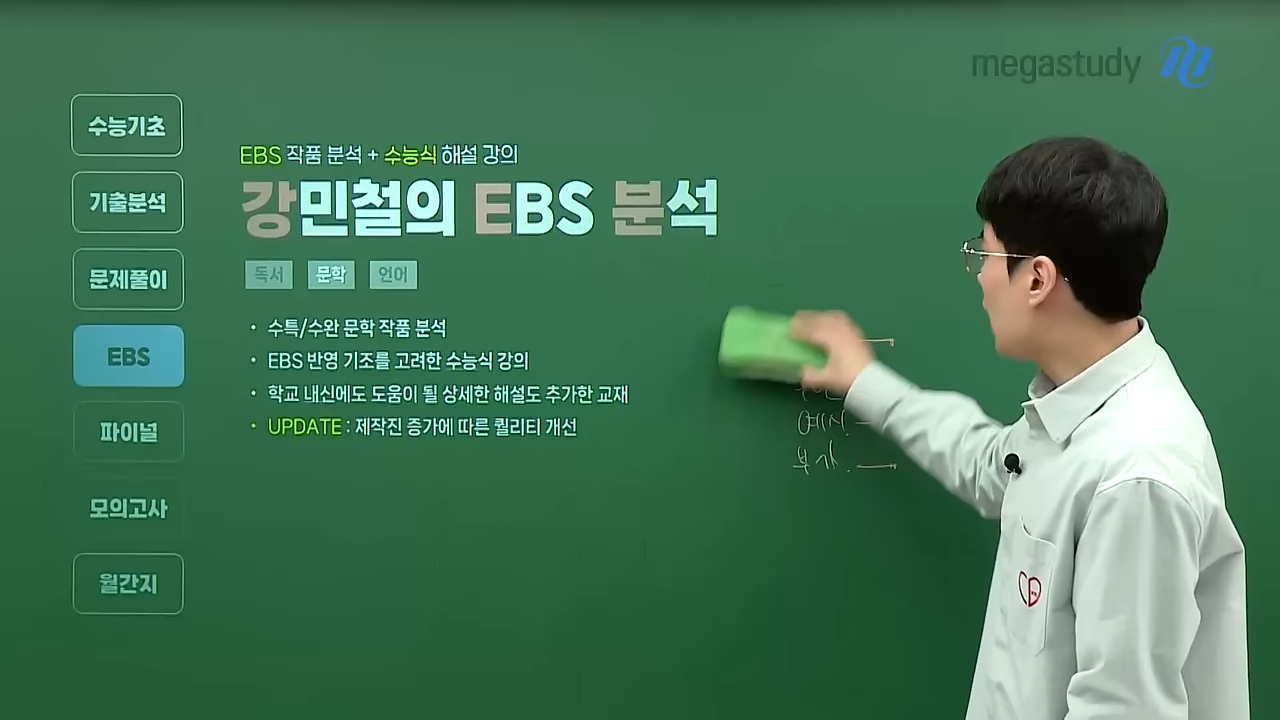 megastudy
수능기초
기출분석
문제풀이
EBS
파이널
모의고사
월간지
EBS 작품 분석 + 수능식 해설 강의
강민철의 EBS 분석
독서 문학 언어
• 수특/수완 문학 작품 분석
• EBS 반영 기조를 고려한 수능식 강의
• 학교 내신에도 도움이 될 상세한 해설도 추가한 교재
• UPDATE : 제작진 증가에 따른 퀄리티 개선
예시.
부가.